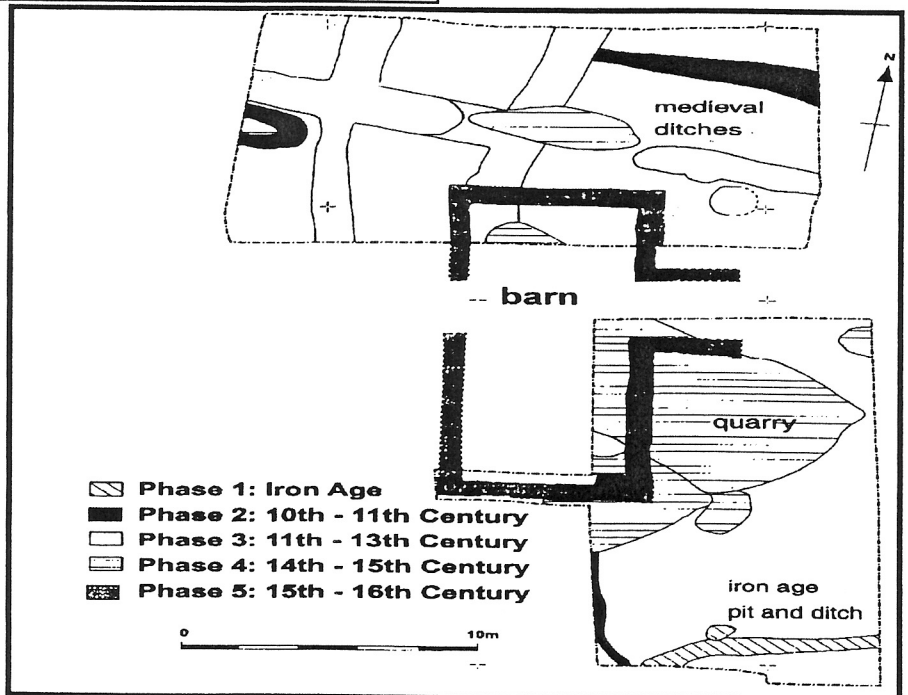 N
medieval
ditches
barn
quarry
Phase 1: Iron Age
Phase 2: 10th - 11th Century
Phase 3: 11th - 13th Century
Phase 4: 14th - 15th Century
Phase 5: 15th - 16th Century
iron age
pit and ditch
0
10m